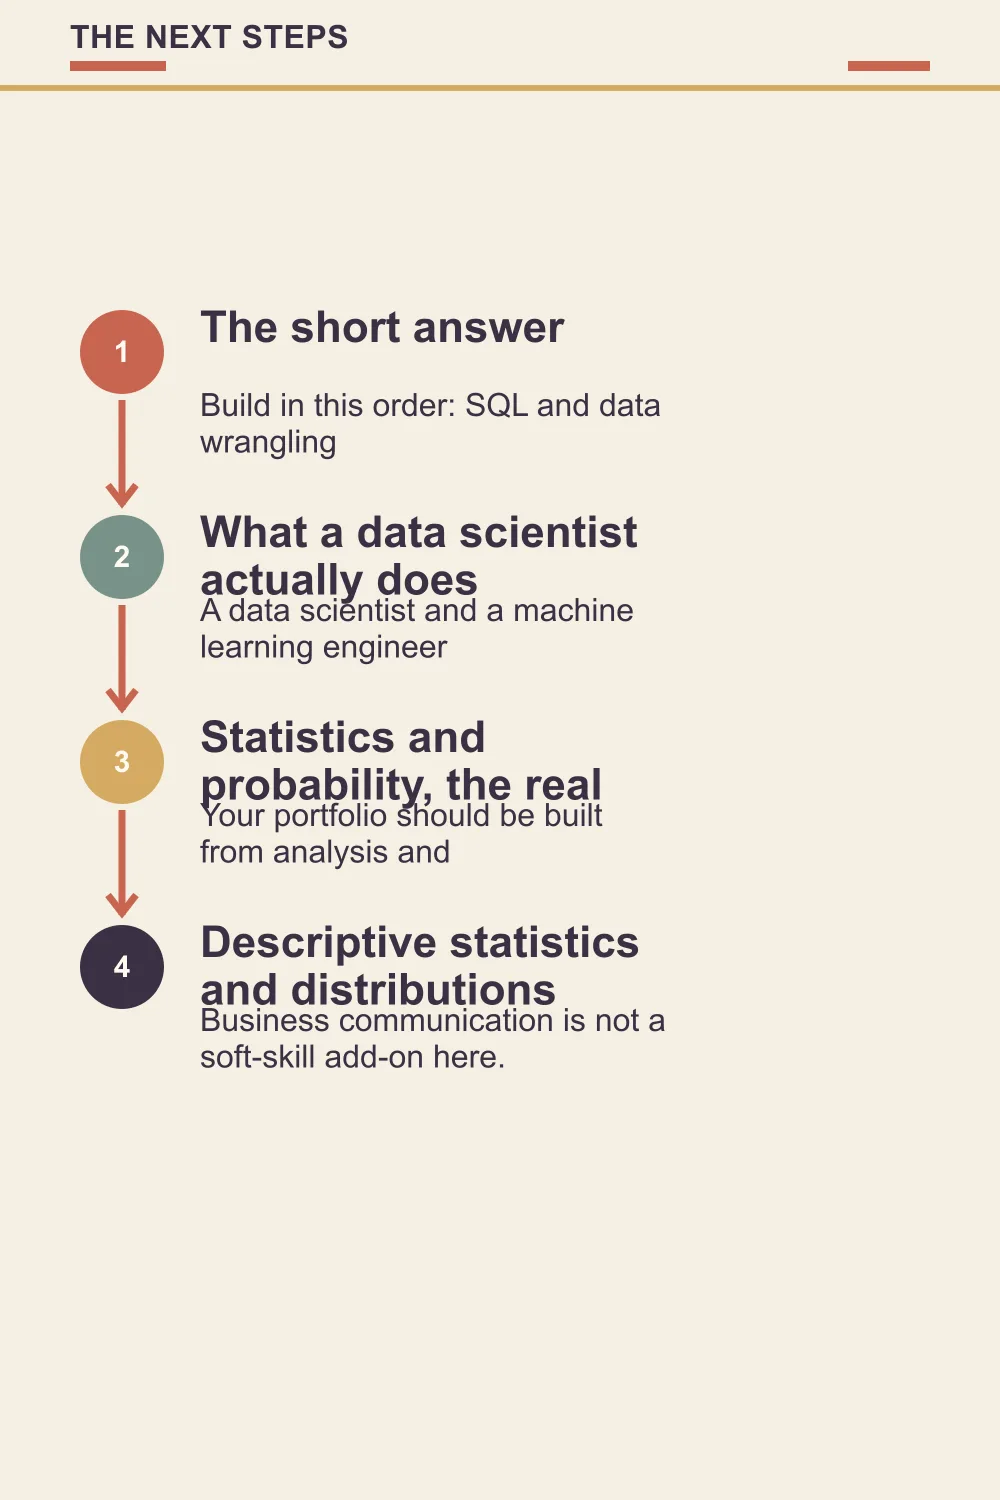 THE NEXT STEPS
1
The short answer
Build in this order: SQL and data
wrangling
2
What a data scientist
actually does
A data scientist and a machine
learning engineer
3
Statistics and
probability, the real
Your portfolio should be built
from analysis and
4
Descriptive statistics
and distributions
Business communication is not a
soft-skill add-on here.